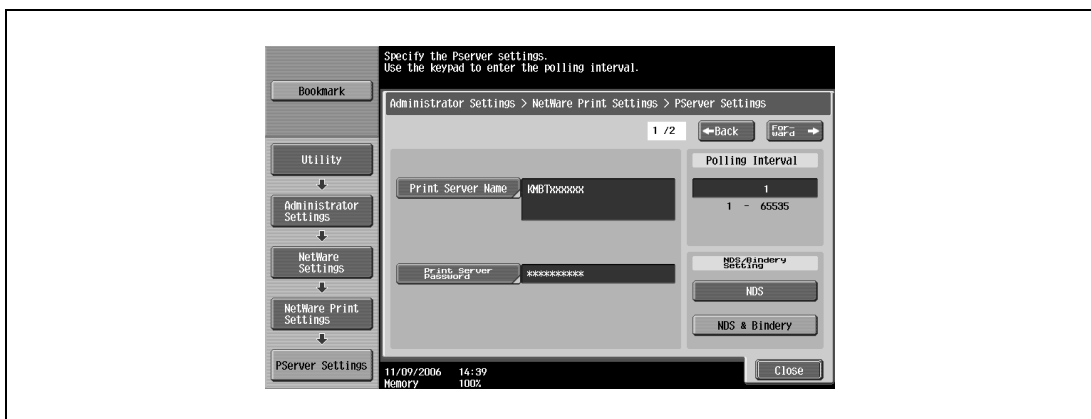 Specify the Pserver settings.
Use the keypad to enter the polling interval.
Bookmark
Administrator Settings > NetWare Print Settings > PServer Settings
1 /2
←Back
For-
ward →
Utility
Administrator
Settings
NetWare
Settings
NetWare Print
Settings
PServer Settings
Print Server Name
KMBTxxxxxx
Print Server
Password
**********
Polling Interval
1
1 - 65535
NDS/Bindery
Setting
NDS
NDS & Bindery
11/09/2006 14:39
Memory 100%
Close